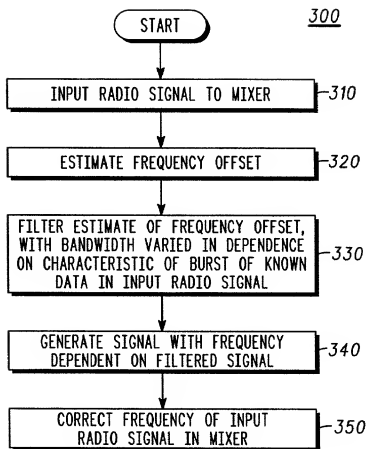 START
300
INPUT RADIO SIGNAL TO MIXER
310
ESTIMATE FREQUENCY OFFSET
320
FILTER ESTIMATE OF FREQUENCY OFFSET,
WITH BANDWIDTH VARIED IN DEPENDENCE
ON CHARACTERISTIC OF BURST OF KNOWN
DATA IN INPUT RADIO SIGNAL
330
GENERATE SIGNAL WITH FREQUENCY
DEPENDENT ON FILTERED SIGNAL
340
CORRECT FREQUENCY OF INPUT
RADIO SIGNAL IN MIXER
350